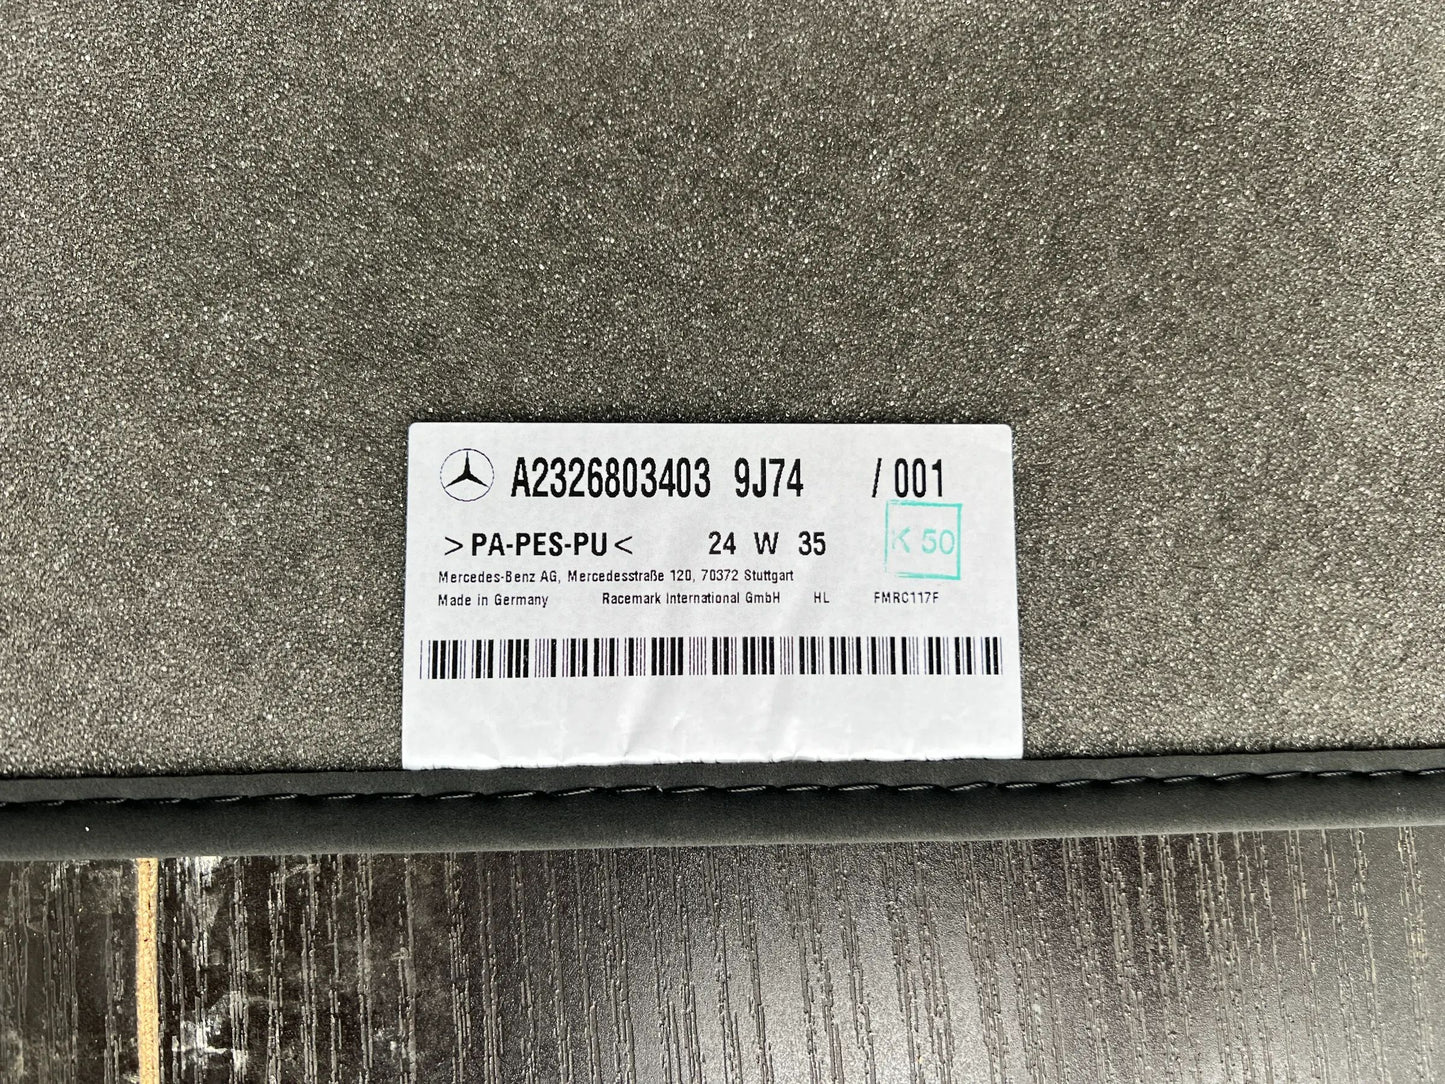 A2326803403 9J74 / 001
>PA-PES-PU< 24 W 35 K 50
Mercedes-Benz AG, Mercedesstraße 120, 70372 Stuttgart
Made in Germany Racemark International GmbH HL FMRC117F